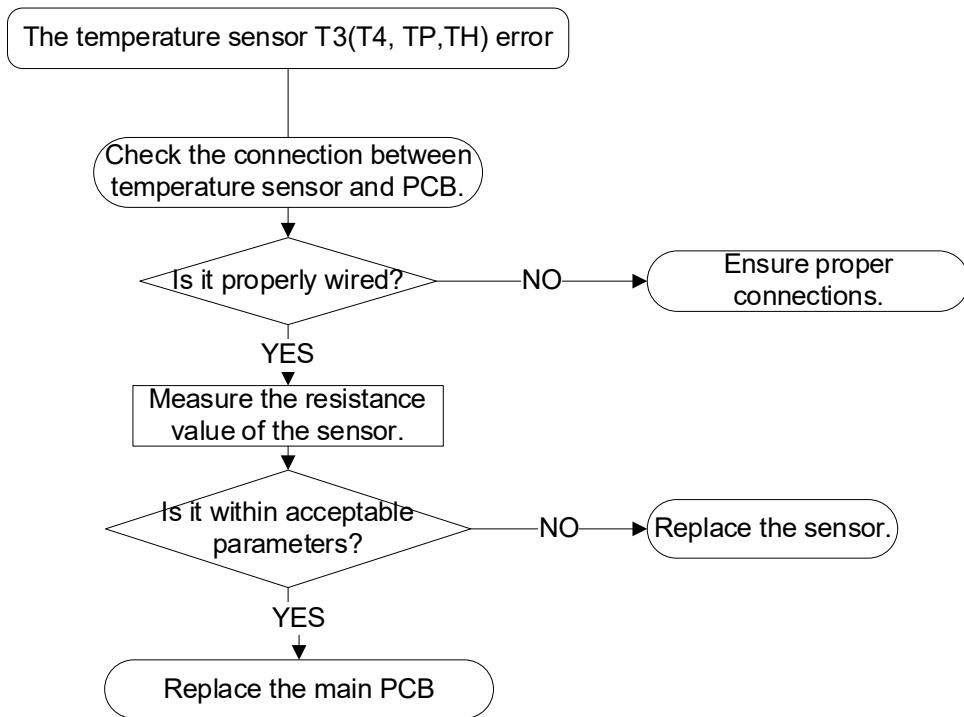 The temperature sensor T3(T4, TP,TH) error
Check the connection between
temperature sensor and PCB.
Is it properly wired?
NO
Ensure proper
connections.
YES
Measure the resistance
value of the sensor.
Is it within acceptable
parameters?
NO
Replace the sensor.
YES
Replace the main PCB